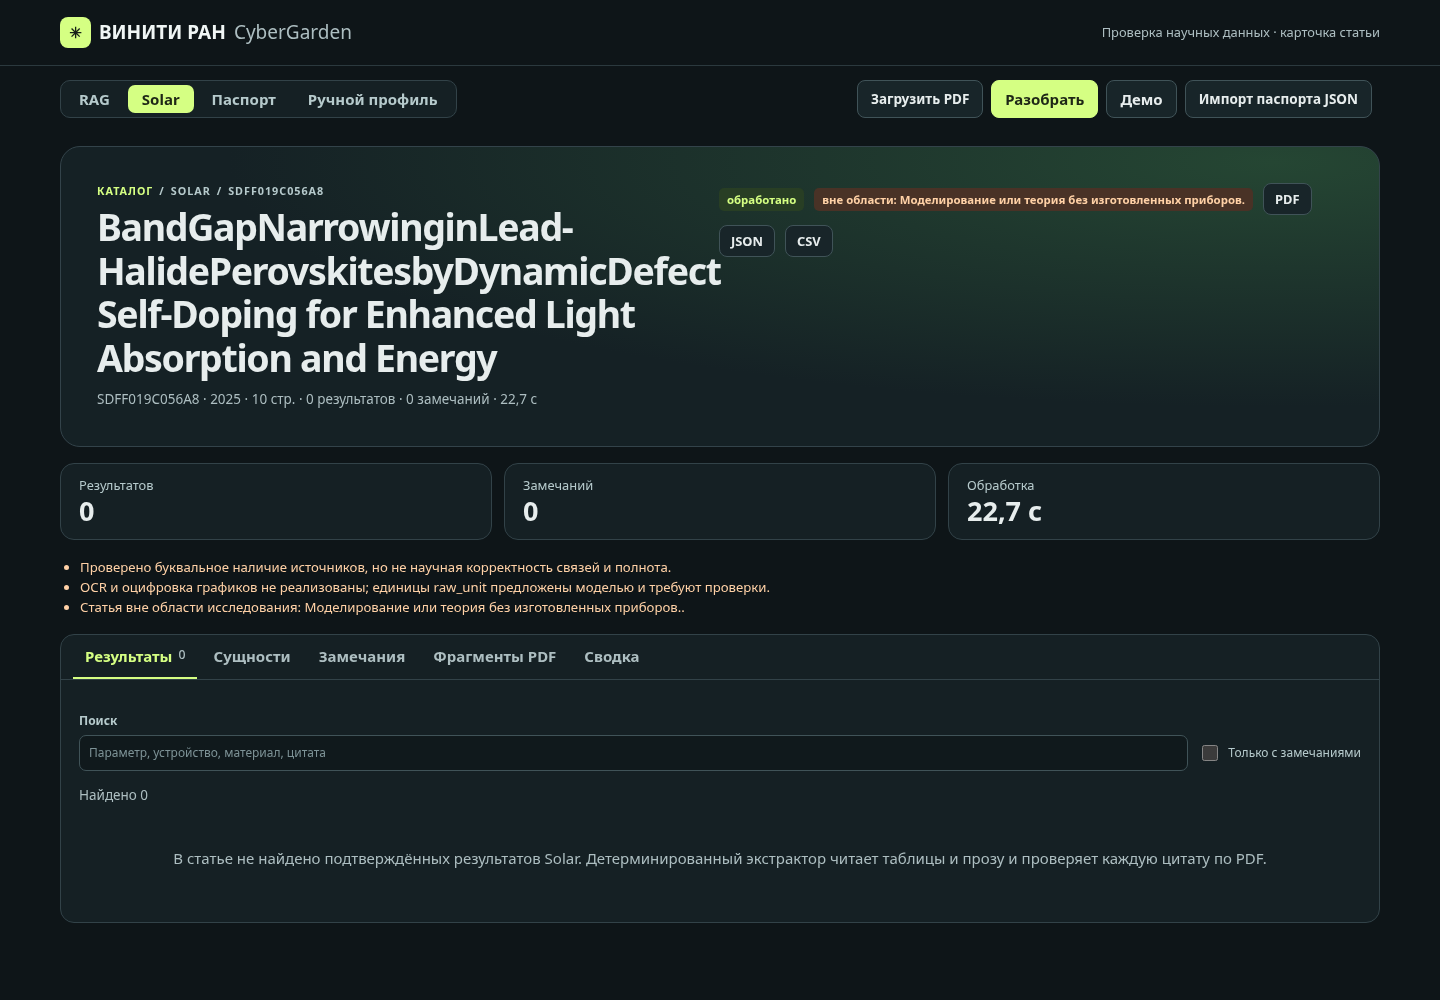 ВИНИТИ РАН CyberGarden
Проверка научных данных · карточка статьи
RAG Solar Паспорт Ручной профиль
Загрузить PDF Разобрать Демо Импорт паспорта JSON
КАТАЛОГ / SOLAR / SDFF019C056A8
BandGapNarrowinginLead-
HalidePerovskitesbyDynamicDefect
Self-Doping for Enhanced Light
Absorption and Energy
SDFF019C056A8 · 2025 · 10 стр. · 0 результатов · 0 замечаний · 22,7 с
обработано вне области: Моделирование или теория без изготовленных приборов. PDF
JSON CSV
Результатов
0
Замечаний
0
Обработка
22,7 с
Проверено буквальное наличие источников, но не научная корректность связей и полнота.
OCR и оцифровка графиков не реализованы; единицы raw_unit предложены моделью и требуют проверки.
Статья вне области исследования: Моделирование или теория без изготовленных приборов..
Результаты 0 Сущности Замечания Фрагменты PDF Сводка
Поиск
Параметр, устройство, материал, цитата
Только с замечаниями
Найдено 0
В статье не найдено подтверждённых результатов Solar. Детерминированный экстрактор читает таблицы и прозу и проверяет каждую цитату по PDF.